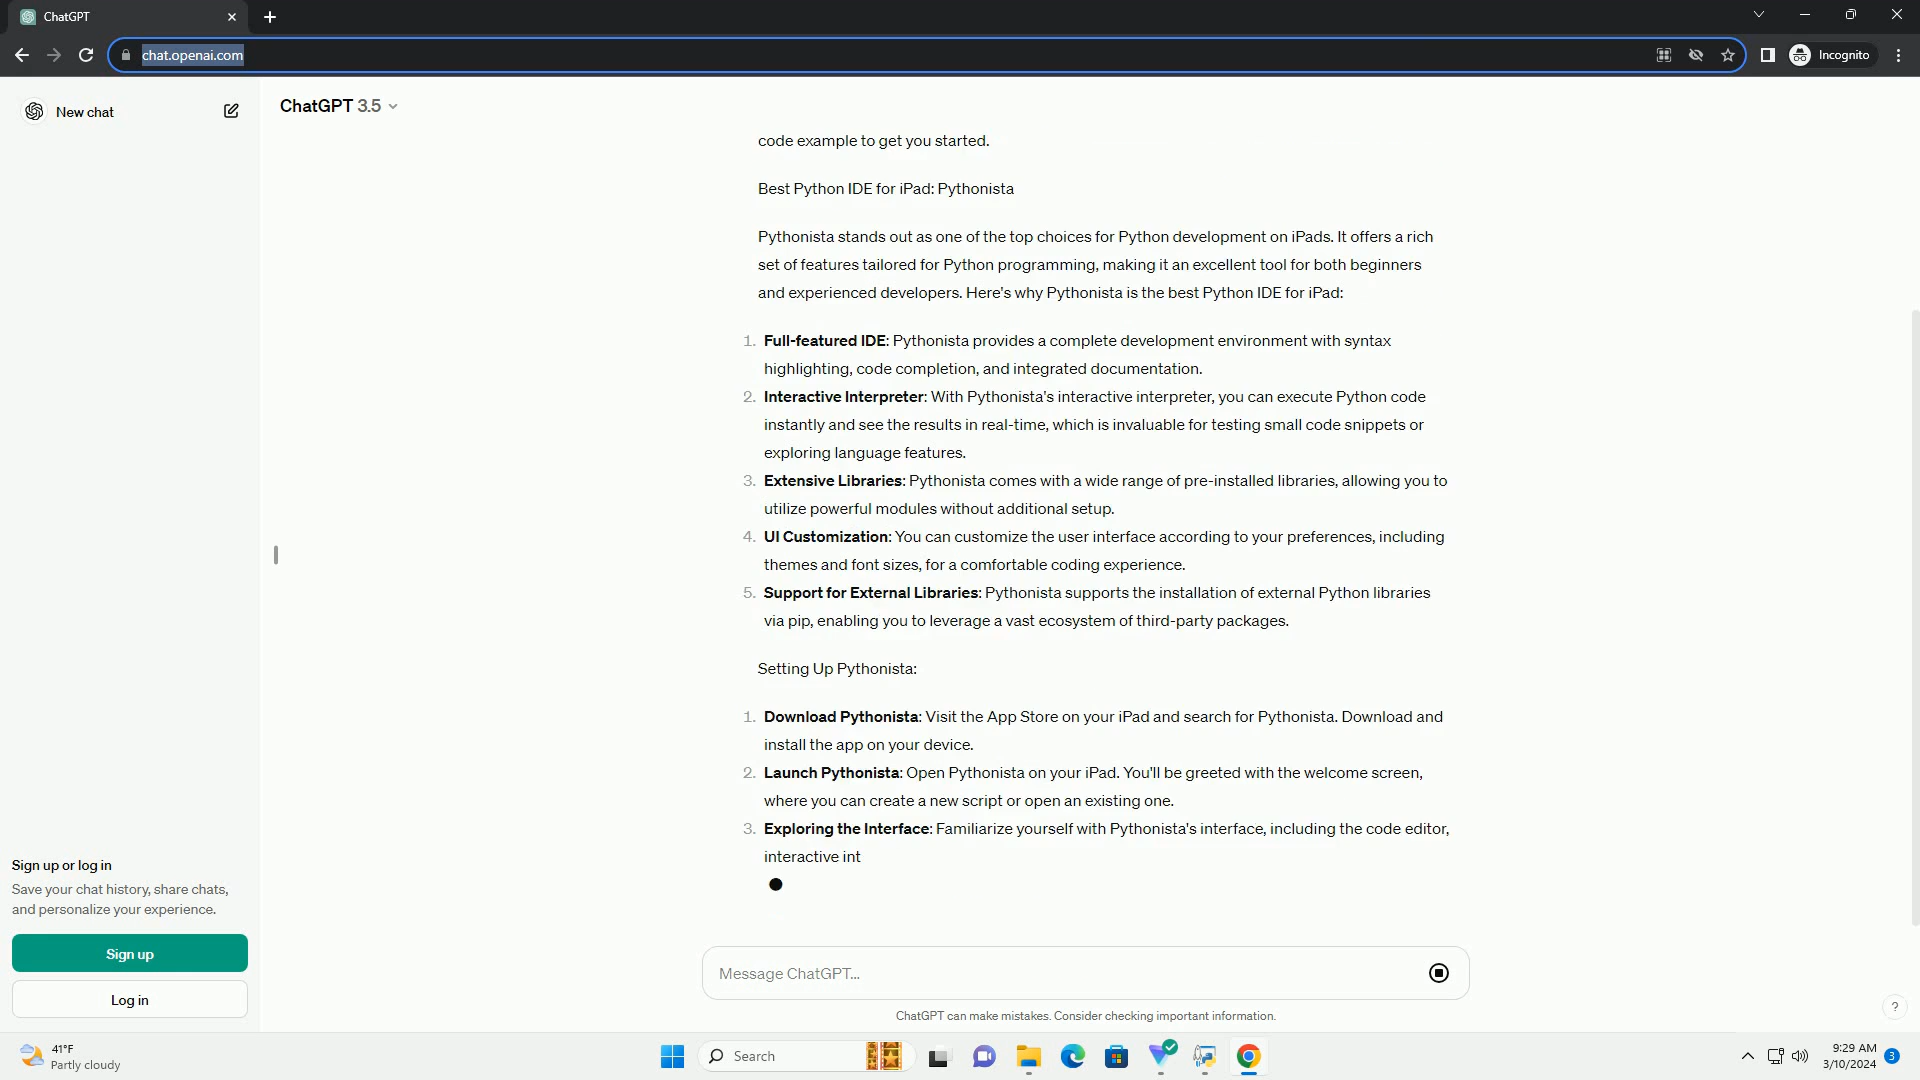 ChatGPT
chat.openai.com
Incognito
New chat
ChatGPT 3.5
code example to get you started.
Best Python IDE for iPad: Pythonista
Pythonista stands out as one of the top choices for Python development on iPads. It offers a rich
set of features tailored for Python programming, making it an excellent tool for both beginners
and experienced developers. Here's why Pythonista is the best Python IDE for iPad:
1. Full-featured IDE: Pythonista provides a complete development environment with syntax
highlighting, code completion, and integrated documentation.
2. Interactive Interpreter: With Pythonista's interactive interpreter, you can execute Python code
instantly and see the results in real-time, which is invaluable for testing small code snippets or
exploring language features.
3. Extensive Libraries: Pythonista comes with a wide range of pre-installed libraries, allowing you to
utilize powerful modules without additional setup.
4. UI Customization: You can customize the user interface according to your preferences, including
themes and font sizes, for a comfortable coding experience.
5. Support for External Libraries: Pythonista supports the installation of external Python libraries
via pip, enabling you to leverage a vast ecosystem of third-party packages.
Setting Up Pythonista:
1. Download Pythonista: Visit the App Store on your iPad and search for Pythonista. Download and
install the app on your device.
2. Launch Pythonista: Open Pythonista on your iPad. You'll be greeted with the welcome screen,
where you can create a new script or open an existing one.
3. Exploring the Interface: Familiarize yourself with Pythonista's interface, including the code editor,
interactive int
Sign up or log in
Save your chat history, share chats,
and personalize your experience.
Sign up
Log in
Message ChatGPT...
ChatGPT can make mistakes. Consider checking important information.
?
41°F
Partly cloudy
Search
9:29 AM
3/10/2024
3